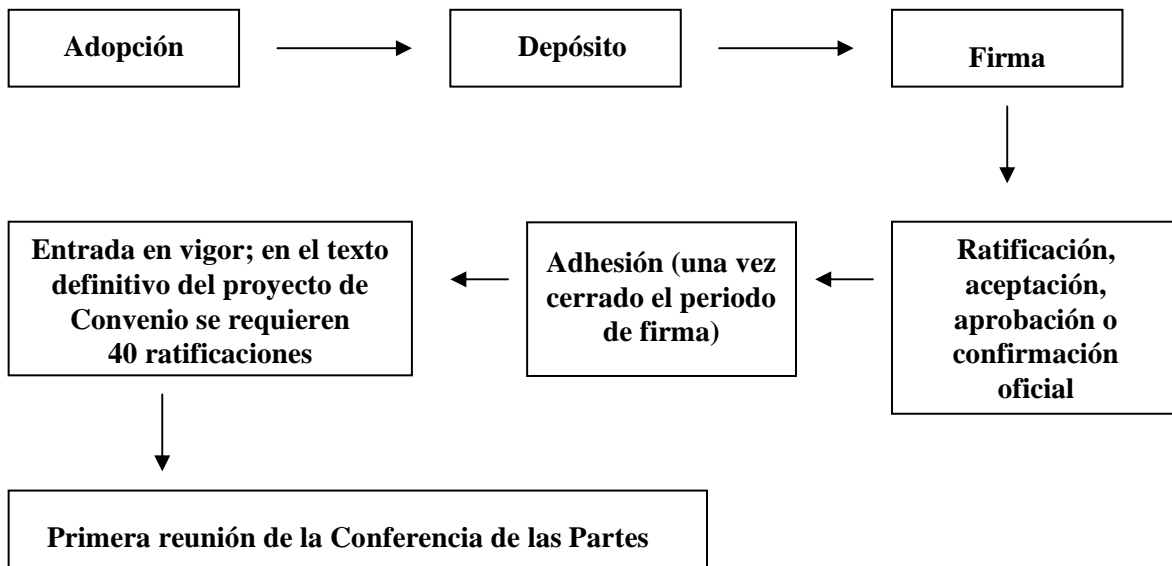 Adopción
Depósito
Firma
Ratificación,
aceptación,
aprobación o
confirmación
oficial
Adhesión (una vez
cerrado el periodo
de firma)
Entrada en vigor; en el texto
definitivo del proyecto de
Convenio se requieren
40 ratificaciones
Primera reunión de la Conferencia de las Partes